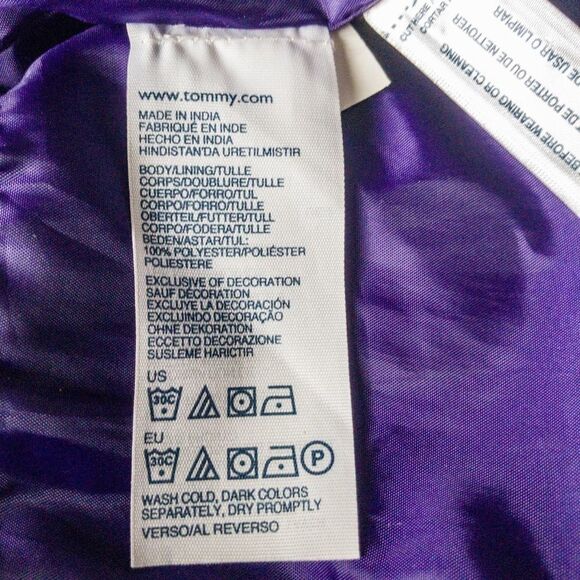 www.tommy.com
MADE IN INDIA
FABRIQUÉ EN INDE
HECHO EN INDIA
HINDISTAN'DA URETILMISTIR
BODY/LINING/TULLE
CORPS/DOUBLURE/TULLE
CUERPO/FORRO/TUL
CORPO/FORRO/TULLE
OBERTEIL/FUTTER/TULLE
CORPO/FODERA/TULLE
BEDEN/ASTAR/TUL:
100% POLYESTER/POLIÉSTER
POLIESTERE
EXCLUSIVE OF DECORATION
SAUF DÉCORATION
EXCLUYE LA DECORACIÓN
EXCLUINDO DECORAÇÃO
OHNE DEKORATION
ECCETTO DECORAZIONE
SUSLEME HARICTIR
US
30C
EU
30C P
WASH COLD, DARK COLORS
SEPARATELY, DRY PROMPTLY
VERSO/AL REVERSO
BEFORE WEARING OR CLEANING
DE PORTER OU DE NETTOYER
USAR O LIMPIAR
CORTAR